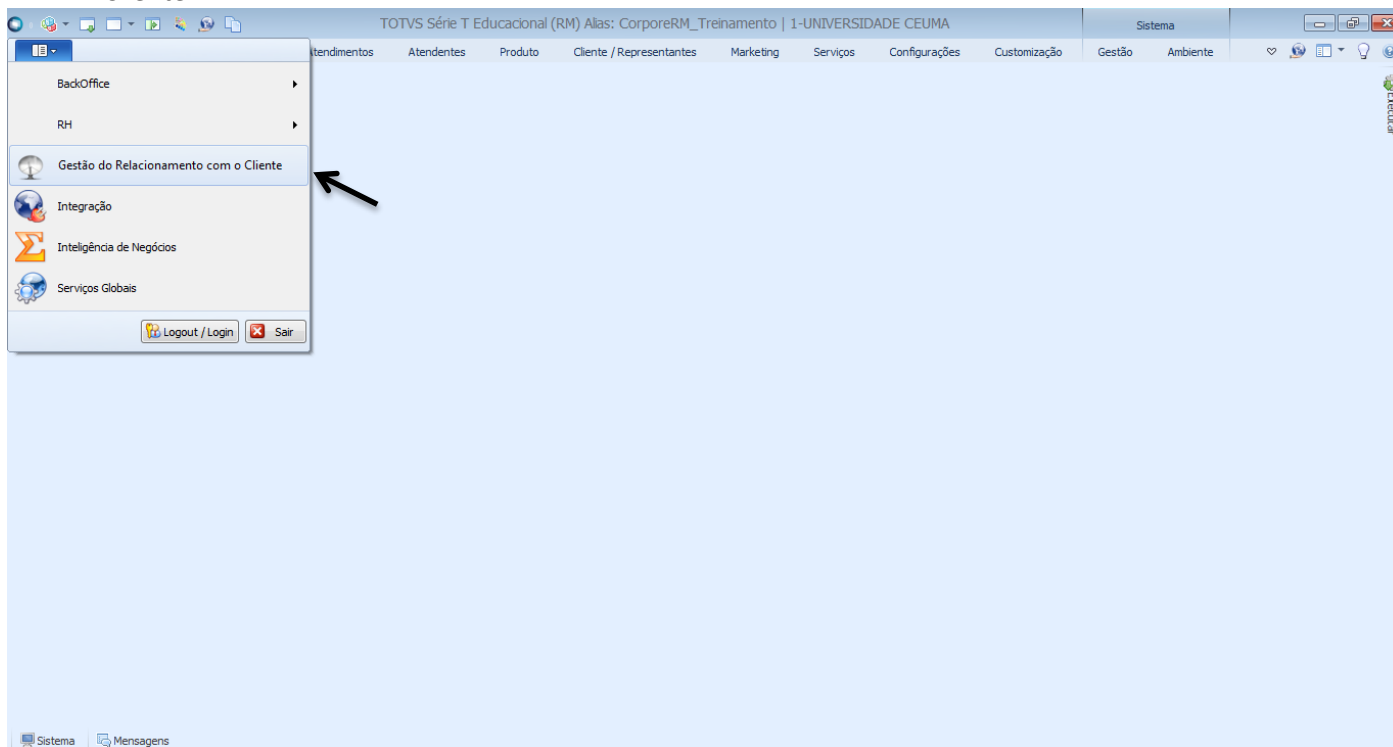 TOTVS Série T Educacional (RM) Alias: CorporeRM_Treinamento | 1-UNIVERSIDADE CEUMA
Sistema
Atendimentos Atendentes Produto Cliente / Representantes Marketing Serviços Configurações Customização Gestão Ambiente
BackOffice
RH
Gestão do Relacionamento com o Cliente
Integração
Inteligência de Negócios
Serviços Globais
Logout / Login Sair
Executar
Sistema Mensagens